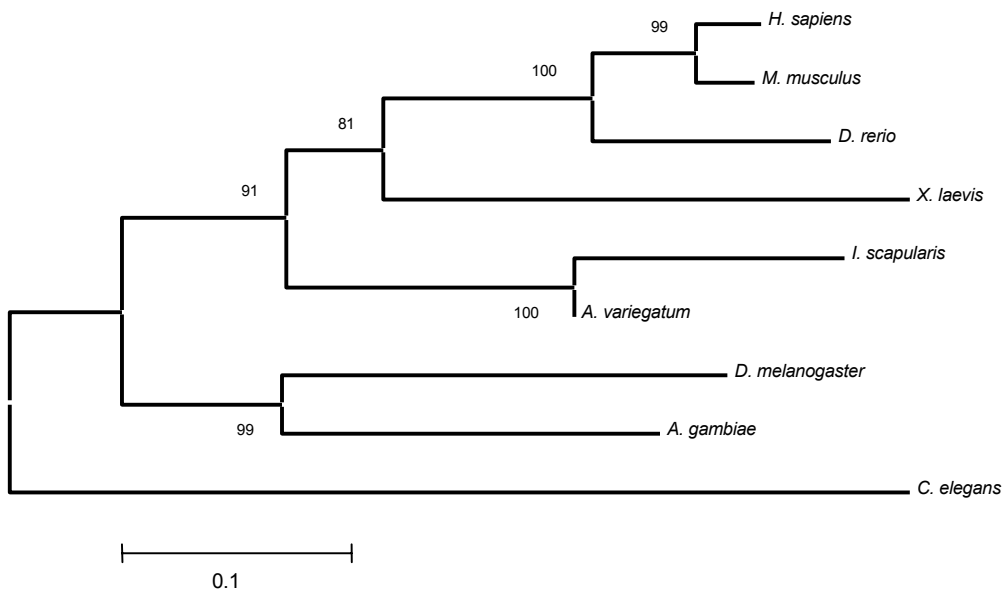 H. sapiens
99
M. musculus
100
81
D. rerio
91
X. laevis
I. scapularis
100
A. variegatum
D. melanogaster
99
A. gambiae
C. elegans
0.1